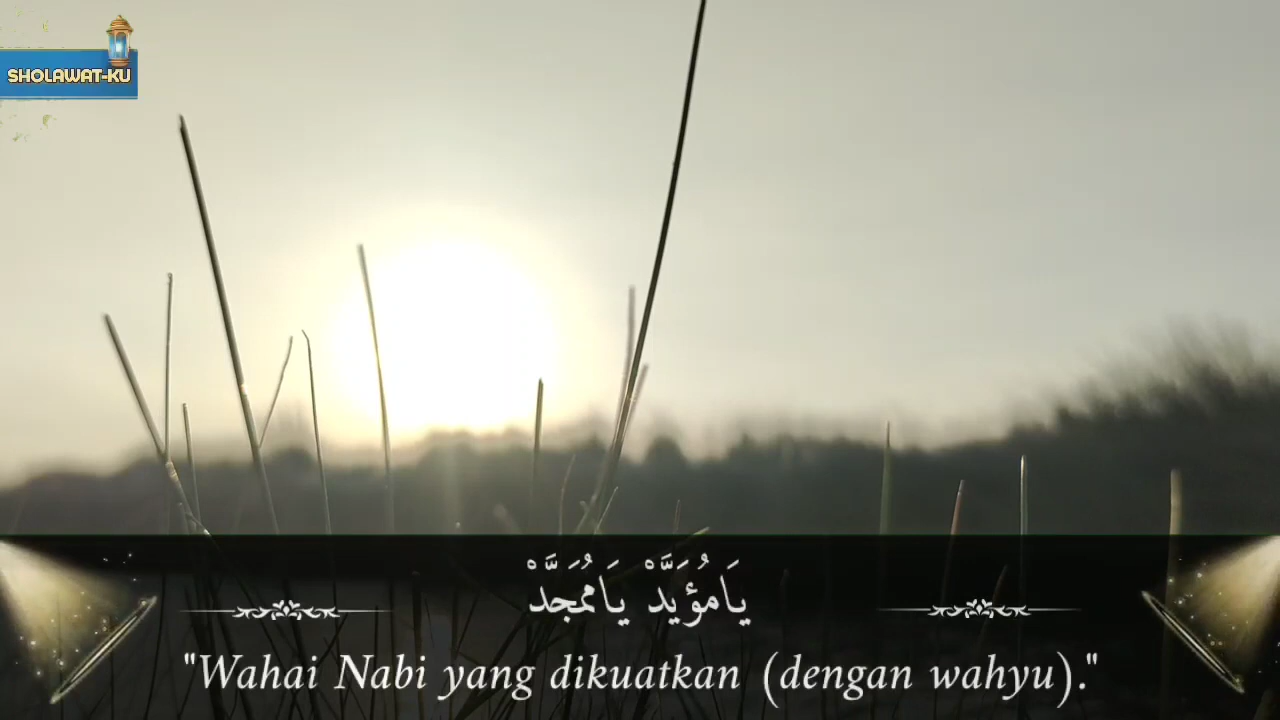 SHOLAWAT-KU
يَامُؤَيَّدْ يَامُمَجَّدْ
"Wahai Nabi yang dikuatkan (dengan wahyu)."